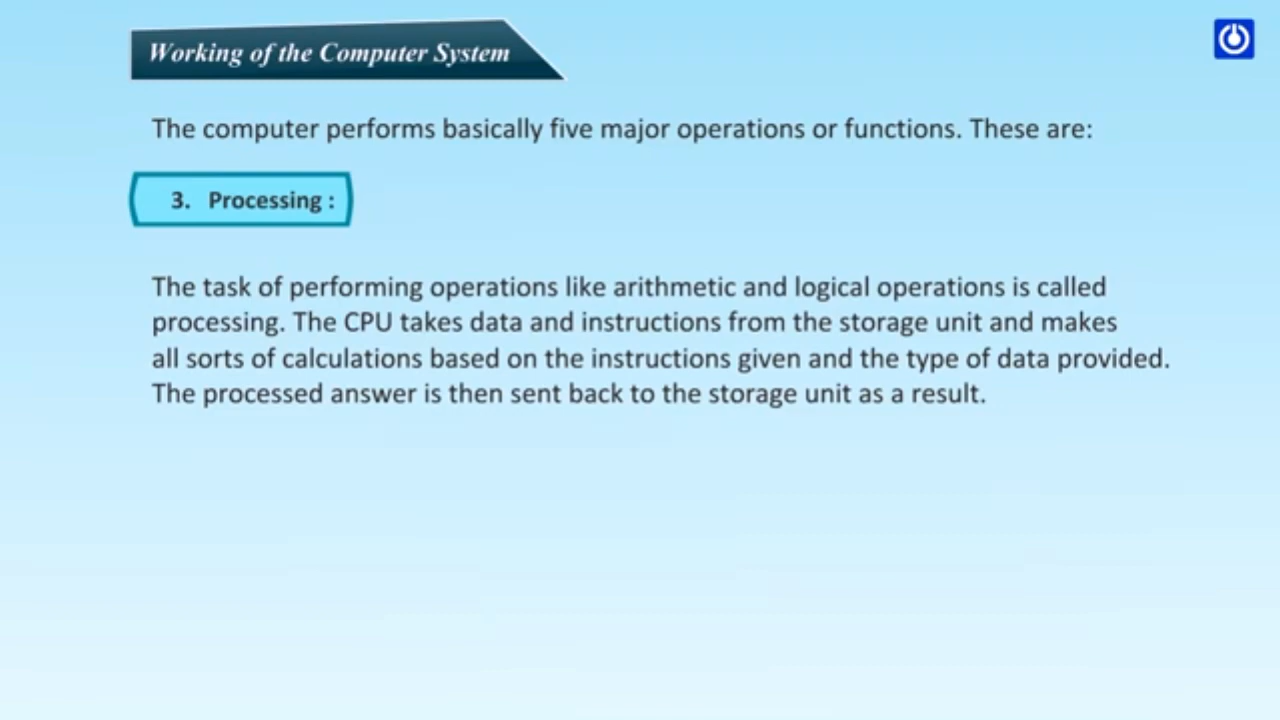 Working of the Computer System
The computer performs basically five major operations or functions. These are:
3. Processing :
The task of performing operations like arithmetic and logical operations is called
processing. The CPU takes data and instructions from the storage unit and makes
all sorts of calculations based on the instructions given and the type of data provided.
The processed answer is then sent back to the storage unit as a result.